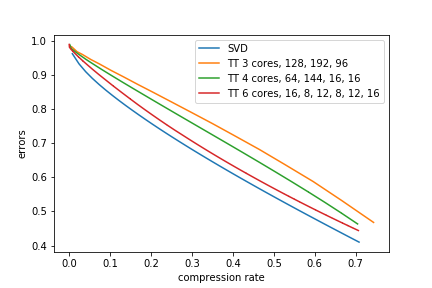 1.0
0.9
0.8
0.7
0.6
0.5
0.4
errors
SVD
TT 3 cores, 128, 192, 96
TT 4 cores, 64, 144, 16, 16
TT 6 cores, 16, 8, 12, 8, 12, 16
0.0 0.1 0.2 0.3 0.4 0.5 0.6 0.7
compression rate